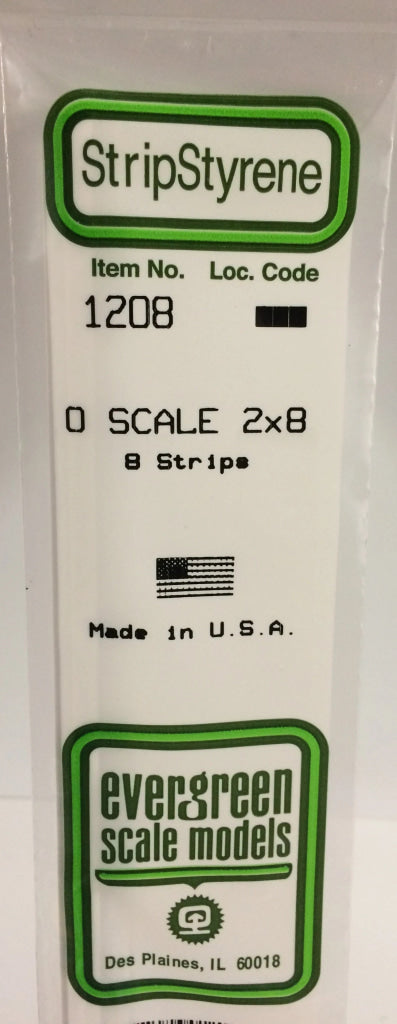 StripStyrene
Item No. Loc. Code
1208
O SCALE 2x8
8 Strips
Made in U.S.A.
evergreen
scale models
Des Plaines, IL 60018